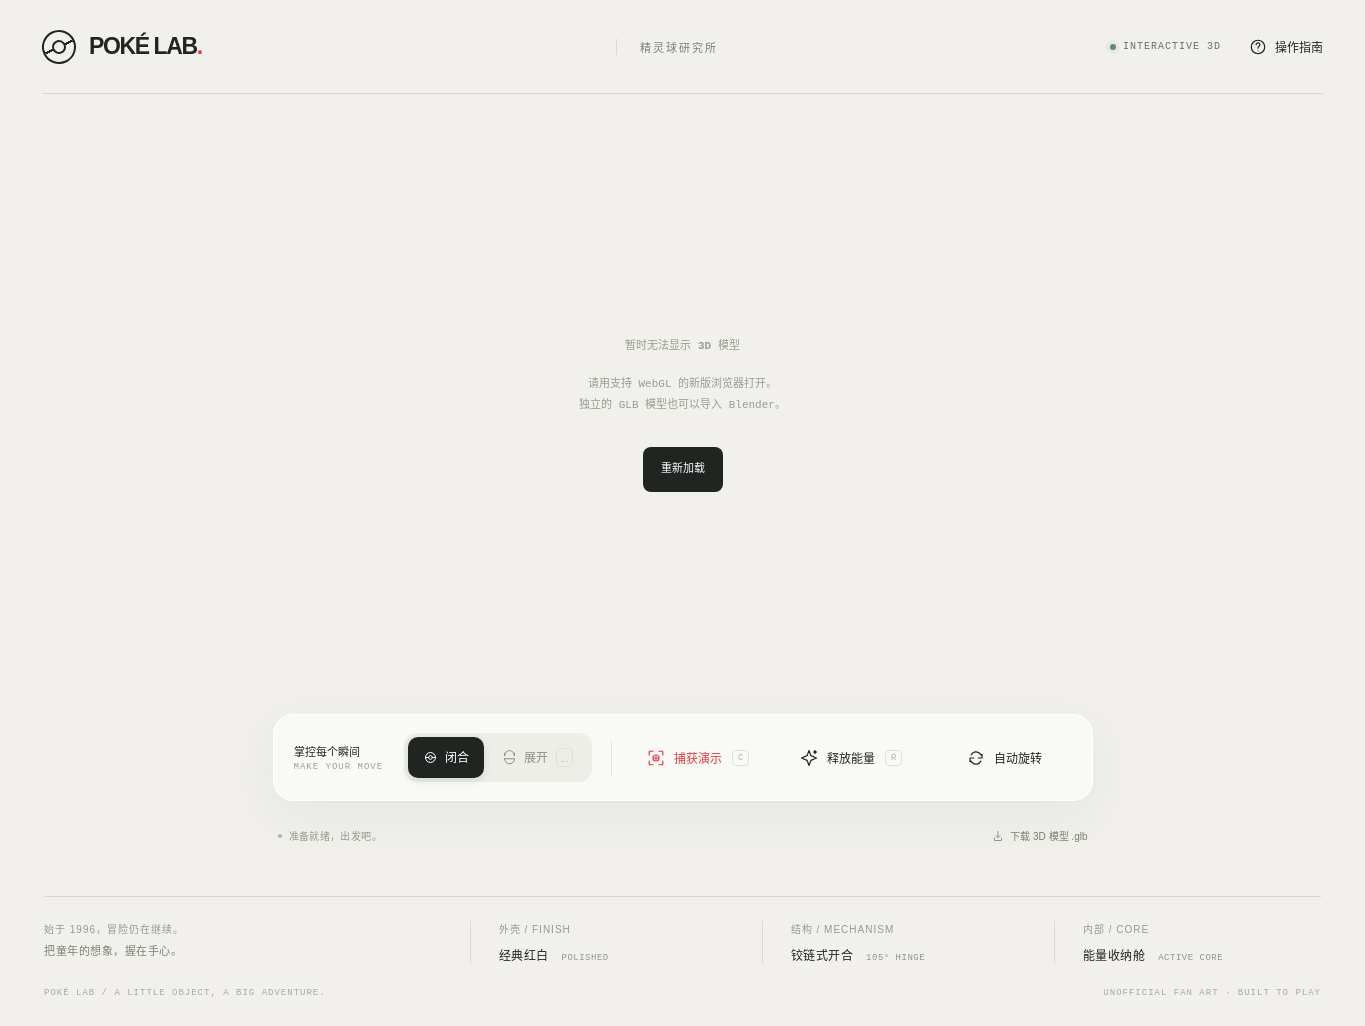 POKÉ LAB.
精灵球研究所
INTERACTIVE 3D
操作指南
暂时无法显示 3D 模型
请用支持 WebGL 的新版浏览器打开。
独立的 GLB 模型也可以导入 Blender。
重新加载
掌控每个瞬间
MAKE YOUR MOVE
闭合
展开
...
捕获演示
C
释放能量
R
自动旋转
准备就绪，出发吧。
下载 3D 模型 .glb
始于 1996，冒险仍在继续。
把童年的想象，握在手心。
外壳 / FINISH
经典红白 POLISHED
结构 / MECHANISM
铰链式开合 105° HINGE
内部 / CORE
能量收纳舱 ACTIVE CORE
POKÉ LAB / A LITTLE OBJECT, A BIG ADVENTURE.
UNOFFICIAL FAN ART · BUILT TO PLAY